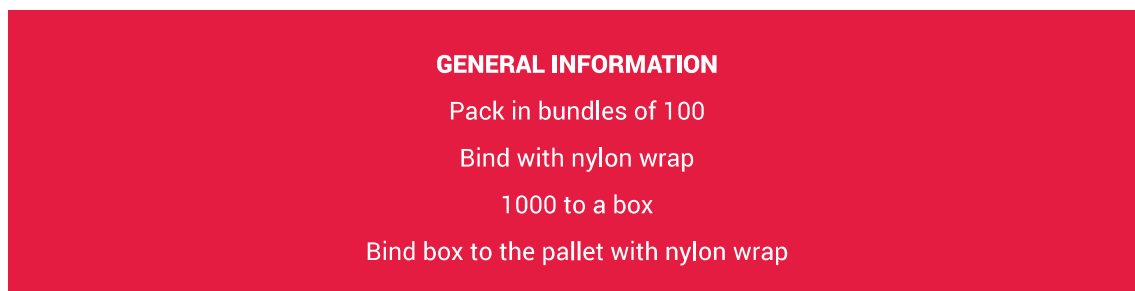 GENERAL INFORMATION
Pack in bundles of 100
Bind with nylon wrap
1000 to a box
Bind box to the pallet with nylon wrap